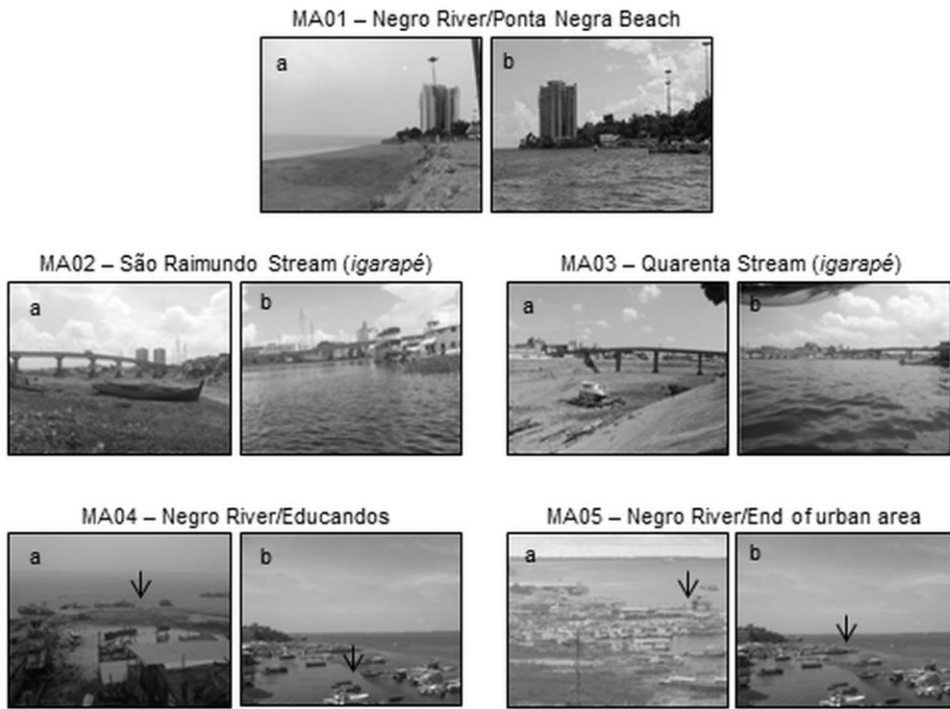 MA01 – Negro River/Ponta Negra Beach
a
b
MA02 – São Raimundo Stream (igarapé)
MA03 – Quarenta Stream (igarapé)
a
b
a
b
MA04 – Negro River/Educandos
MA05 – Negro River/End of urban area
a
b
a
b